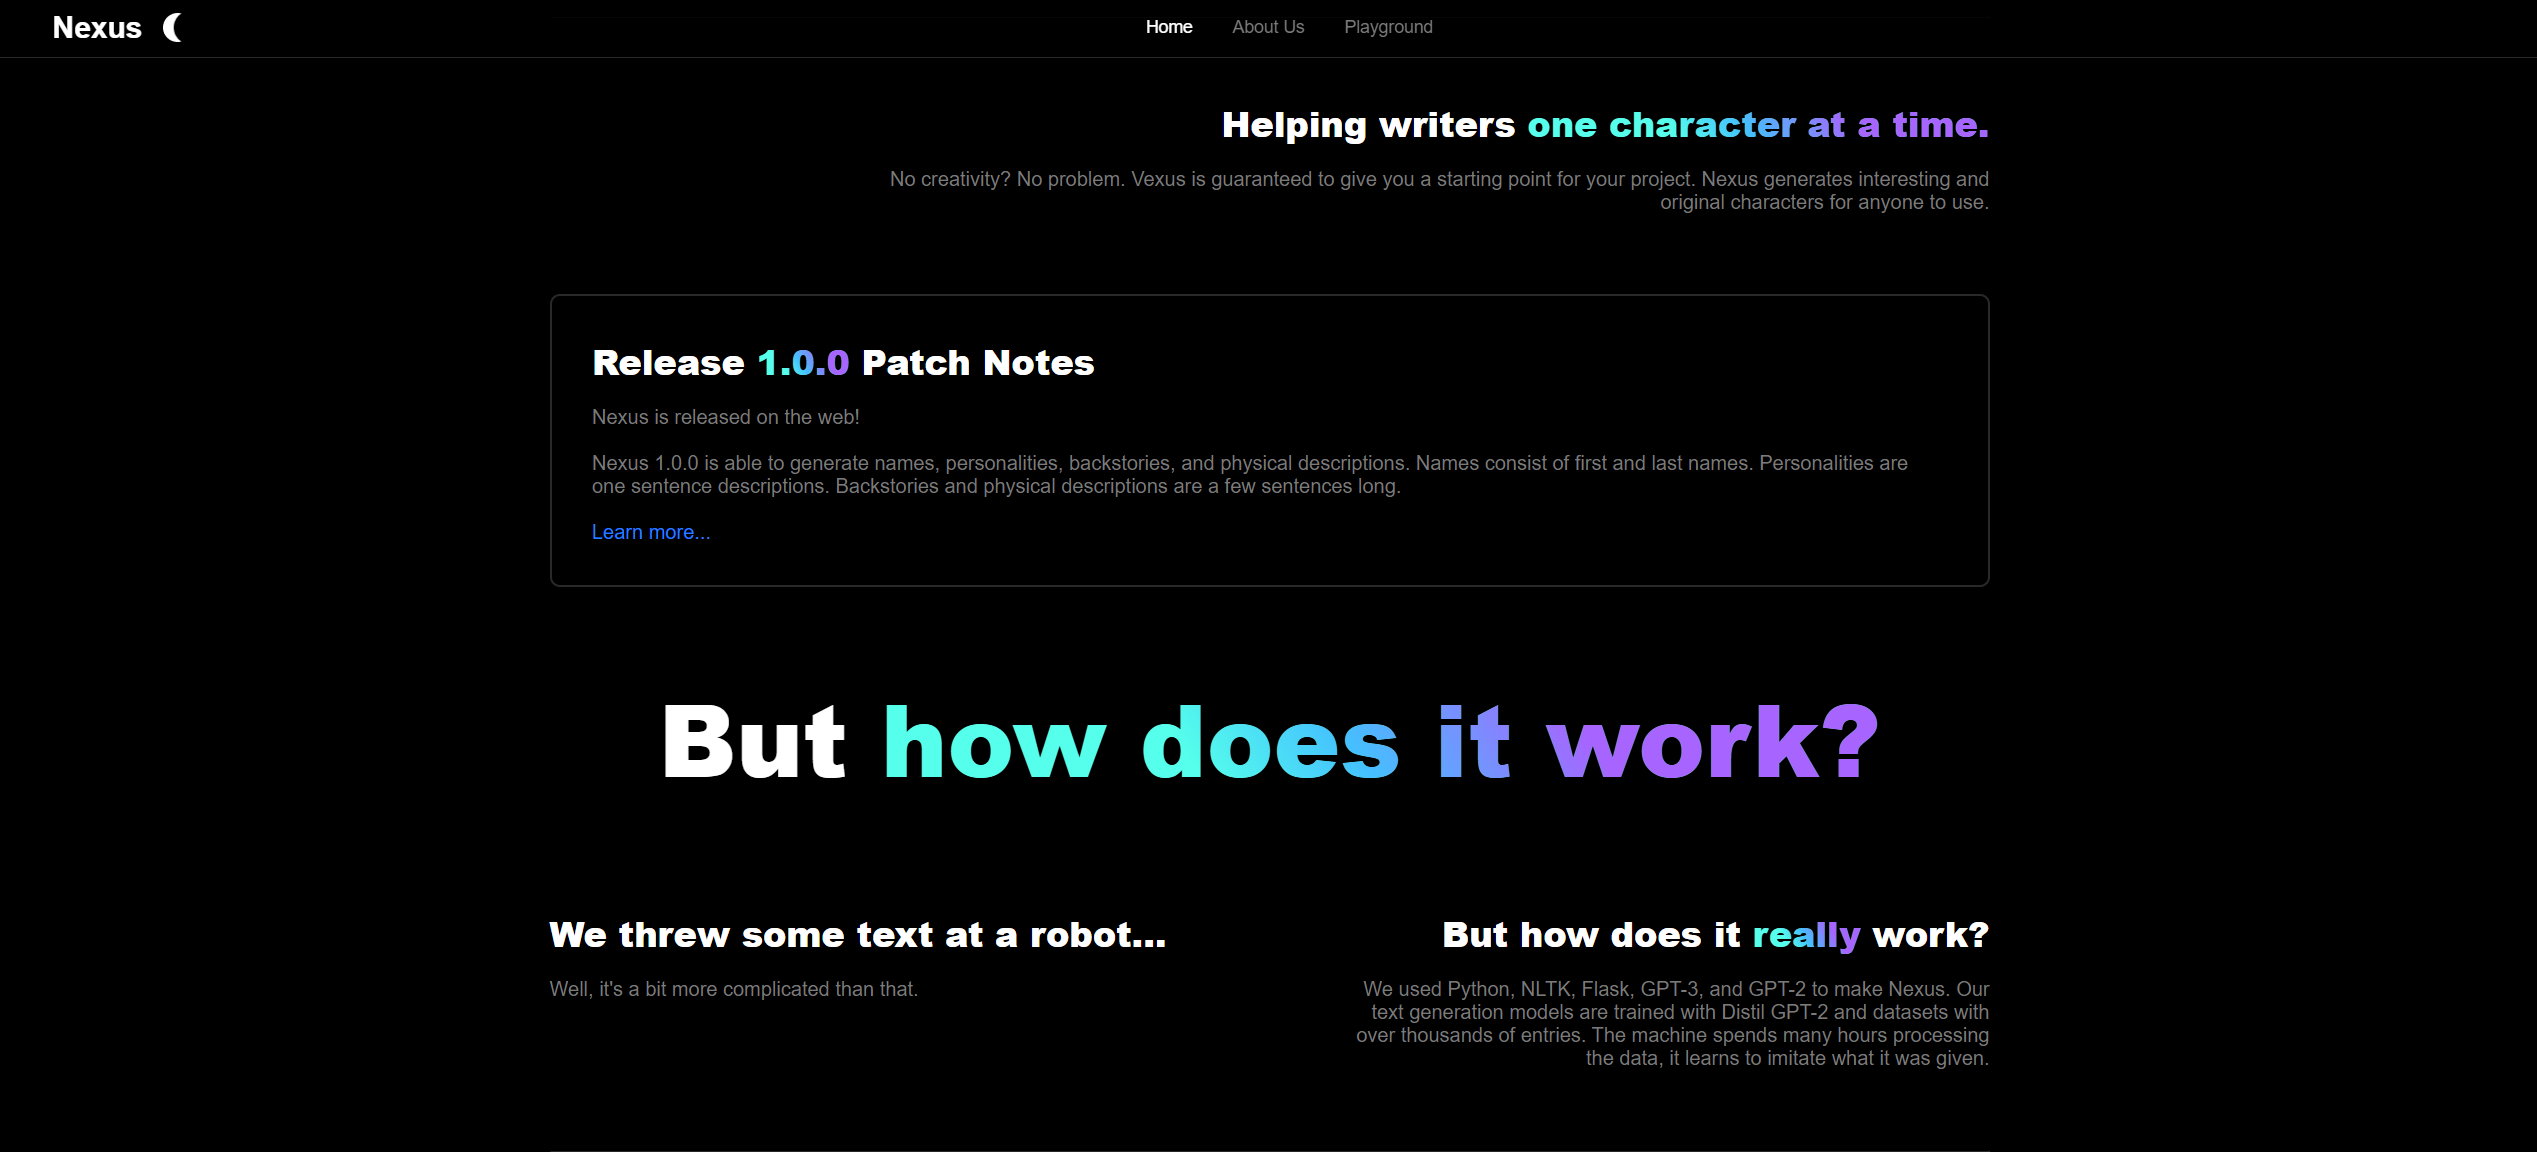 Nexus
Home About Us Playground
Helping writers one character at a time.
No creativity? No problem. Vexus is guaranteed to give you a starting point for your project. Nexus generates interesting and
original characters for anyone to use.
Release 1.0.0 Patch Notes
Nexus is released on the web!
Nexus 1.0.0 is able to generate names, personalities, backstories, and physical descriptions. Names consist of first and last names. Personalities are
one sentence descriptions. Backstories and physical descriptions are a few sentences long.
Learn more...
But how does it work?
We threw some text at a robot...
Well, it's a bit more complicated than that.
But how does it really work?
We used Python, NLTK, Flask, GPT-3, and GPT-2 to make Nexus. Our
text generation models are trained with Distil GPT-2 and datasets with
over thousands of entries. The machine spends many hours processing
the data, it learns to imitate what it was given.